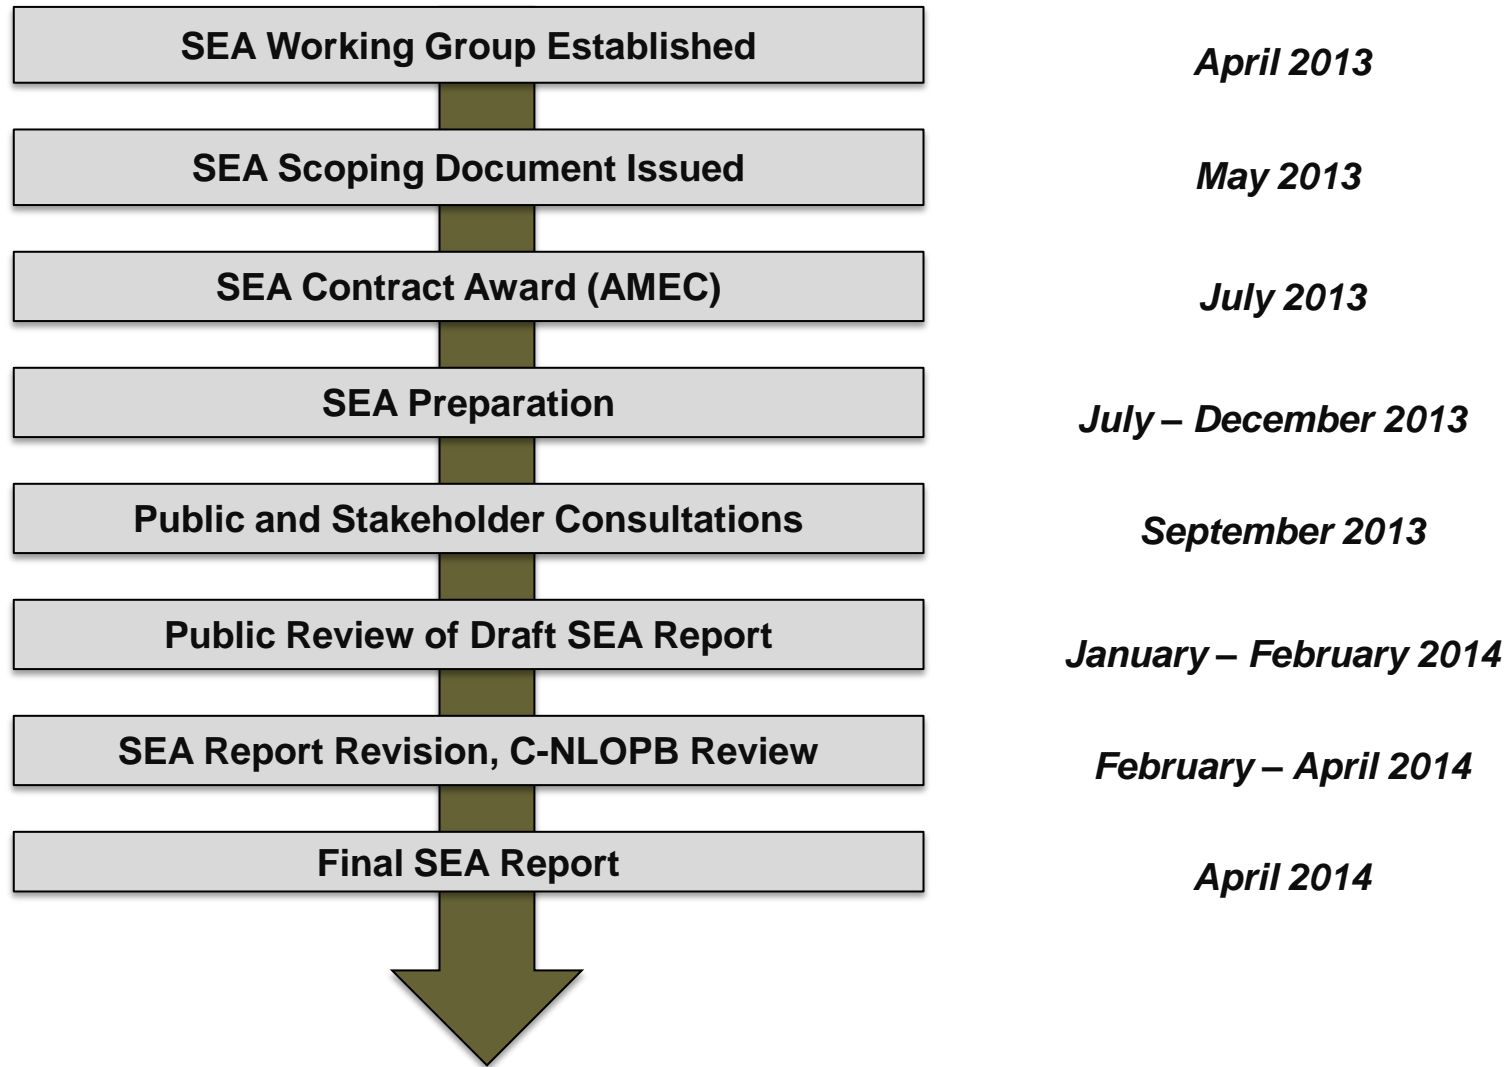 SEA Working Group Established
April 2013
SEA Scoping Document Issued
May 2013
SEA Contract Award (AMEC)
July 2013
SEA Preparation
July – December 2013
Public and Stakeholder Consultations
September 2013
Public Review of Draft SEA Report
January – February 2014
SEA Report Revision, C-NLOPB Review
February – April 2014
Final SEA Report
April 2014